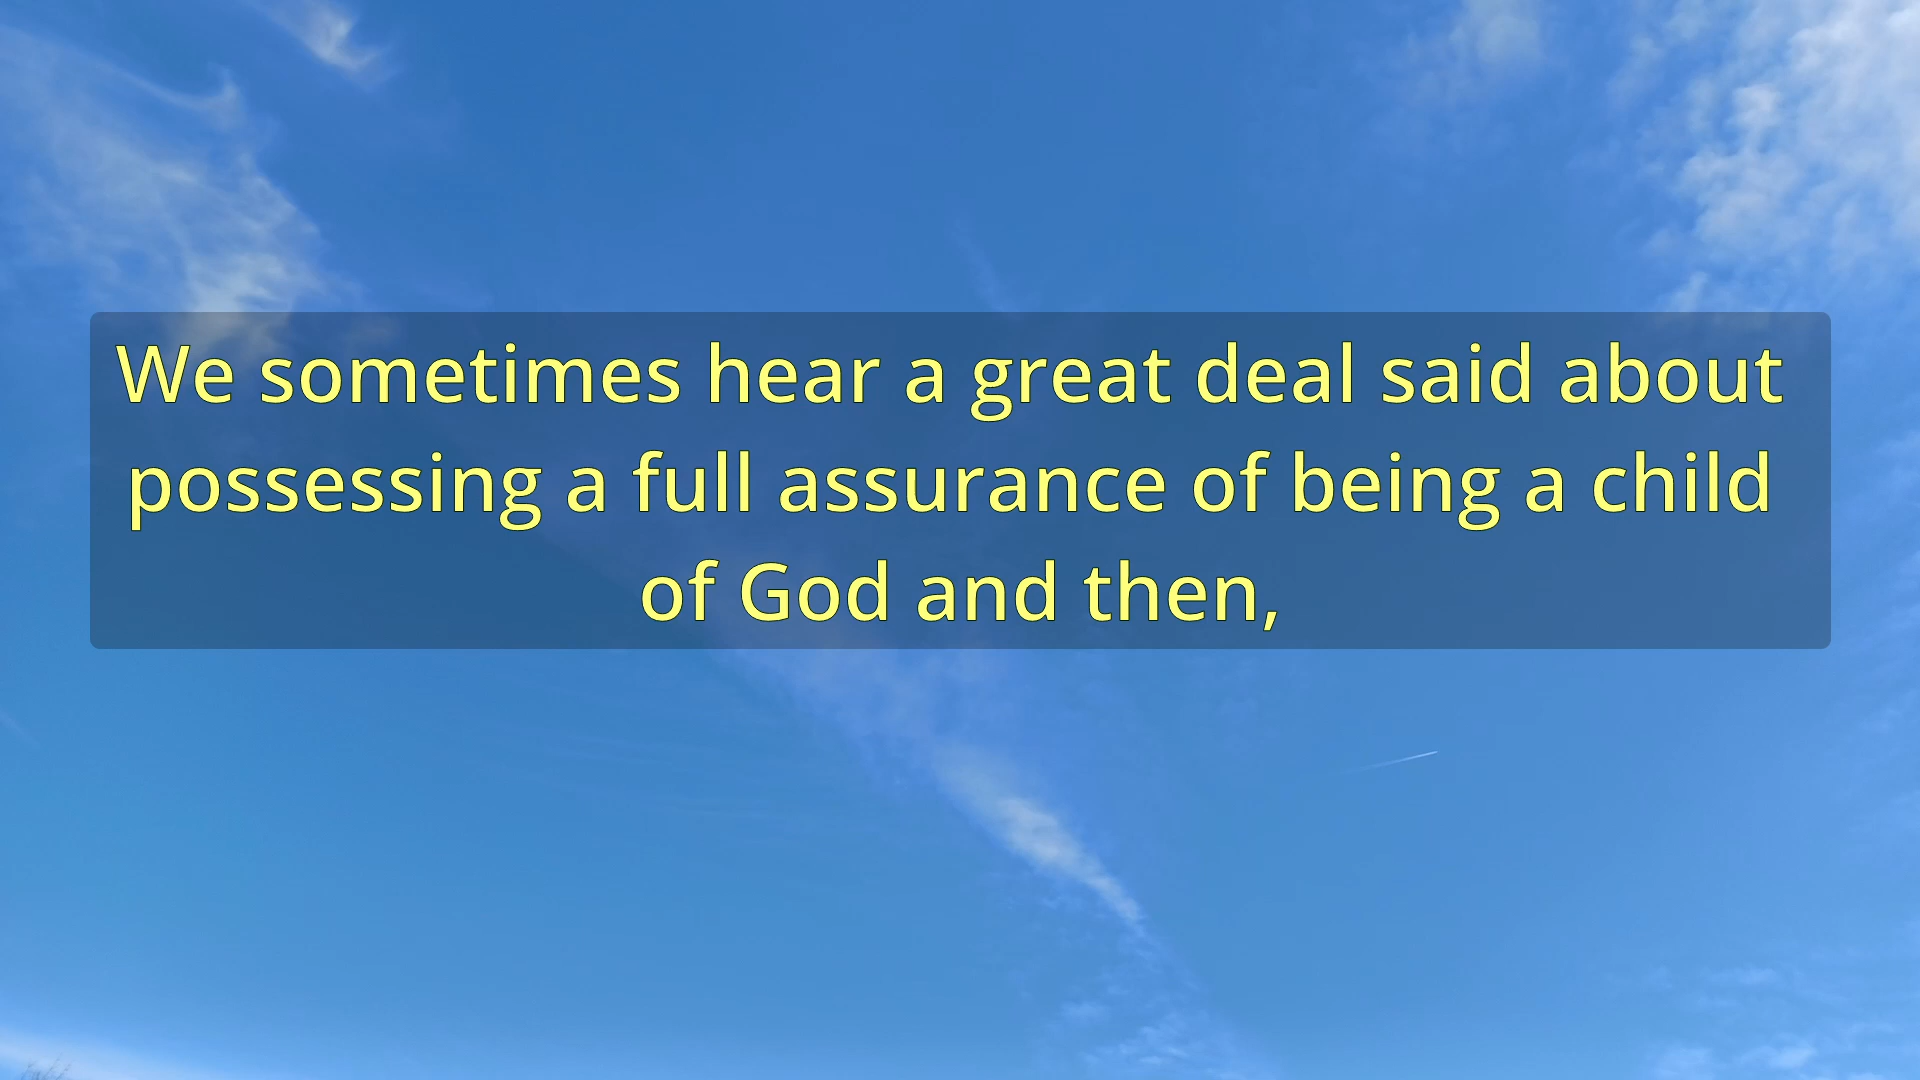 We sometimes hear a great deal said about
possessing a full assurance of being a child
of God and then,